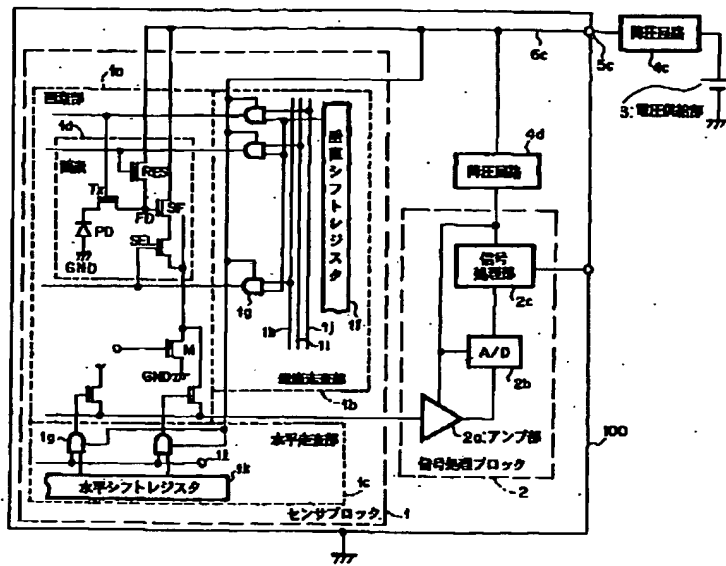 降圧回路
4c
5c
6c
3:電圧供給部
1a
画素部
1d
画素
RES
Tx
FD
SF
PD
SEL
GND
垂直シフトレジスタ
1g
1h
1i
1j
1f
垂直走査部
1b
M
GND
4d
降圧回路
信号
処理部
2c
A/D
2b
2a:アンプ部
信号処理ブロック
2
100
1g
水平走査部
1l
1k
水平シフトレジスタ
1c
センサブロック
1